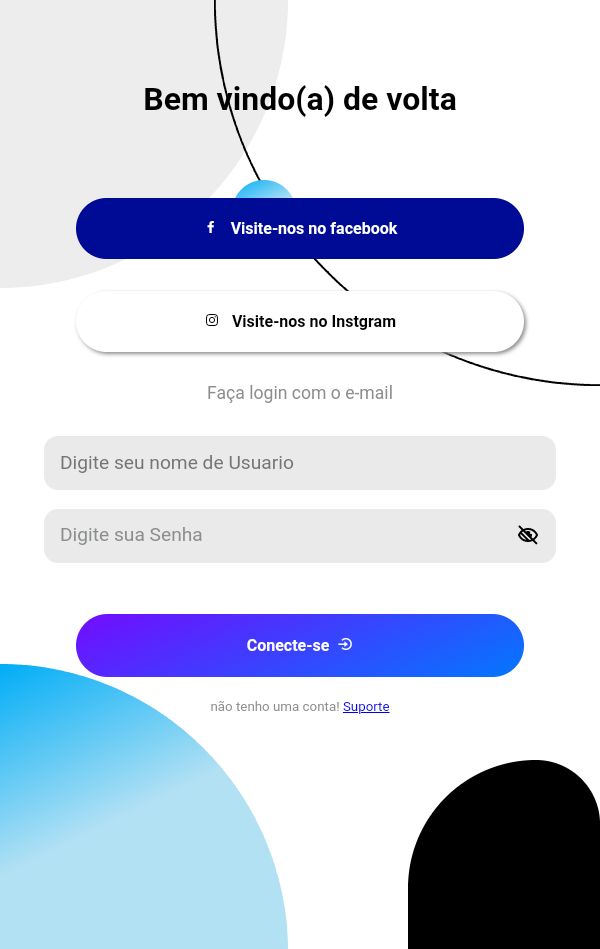 Bem vindo(a) de volta
Visite-nos no facebook
Visite-nos no Instgram
Faça login com o e-mail
Digite seu nome de Usuario
Digite sua Senha
Conecte-se
não tenho uma conta! Suporte